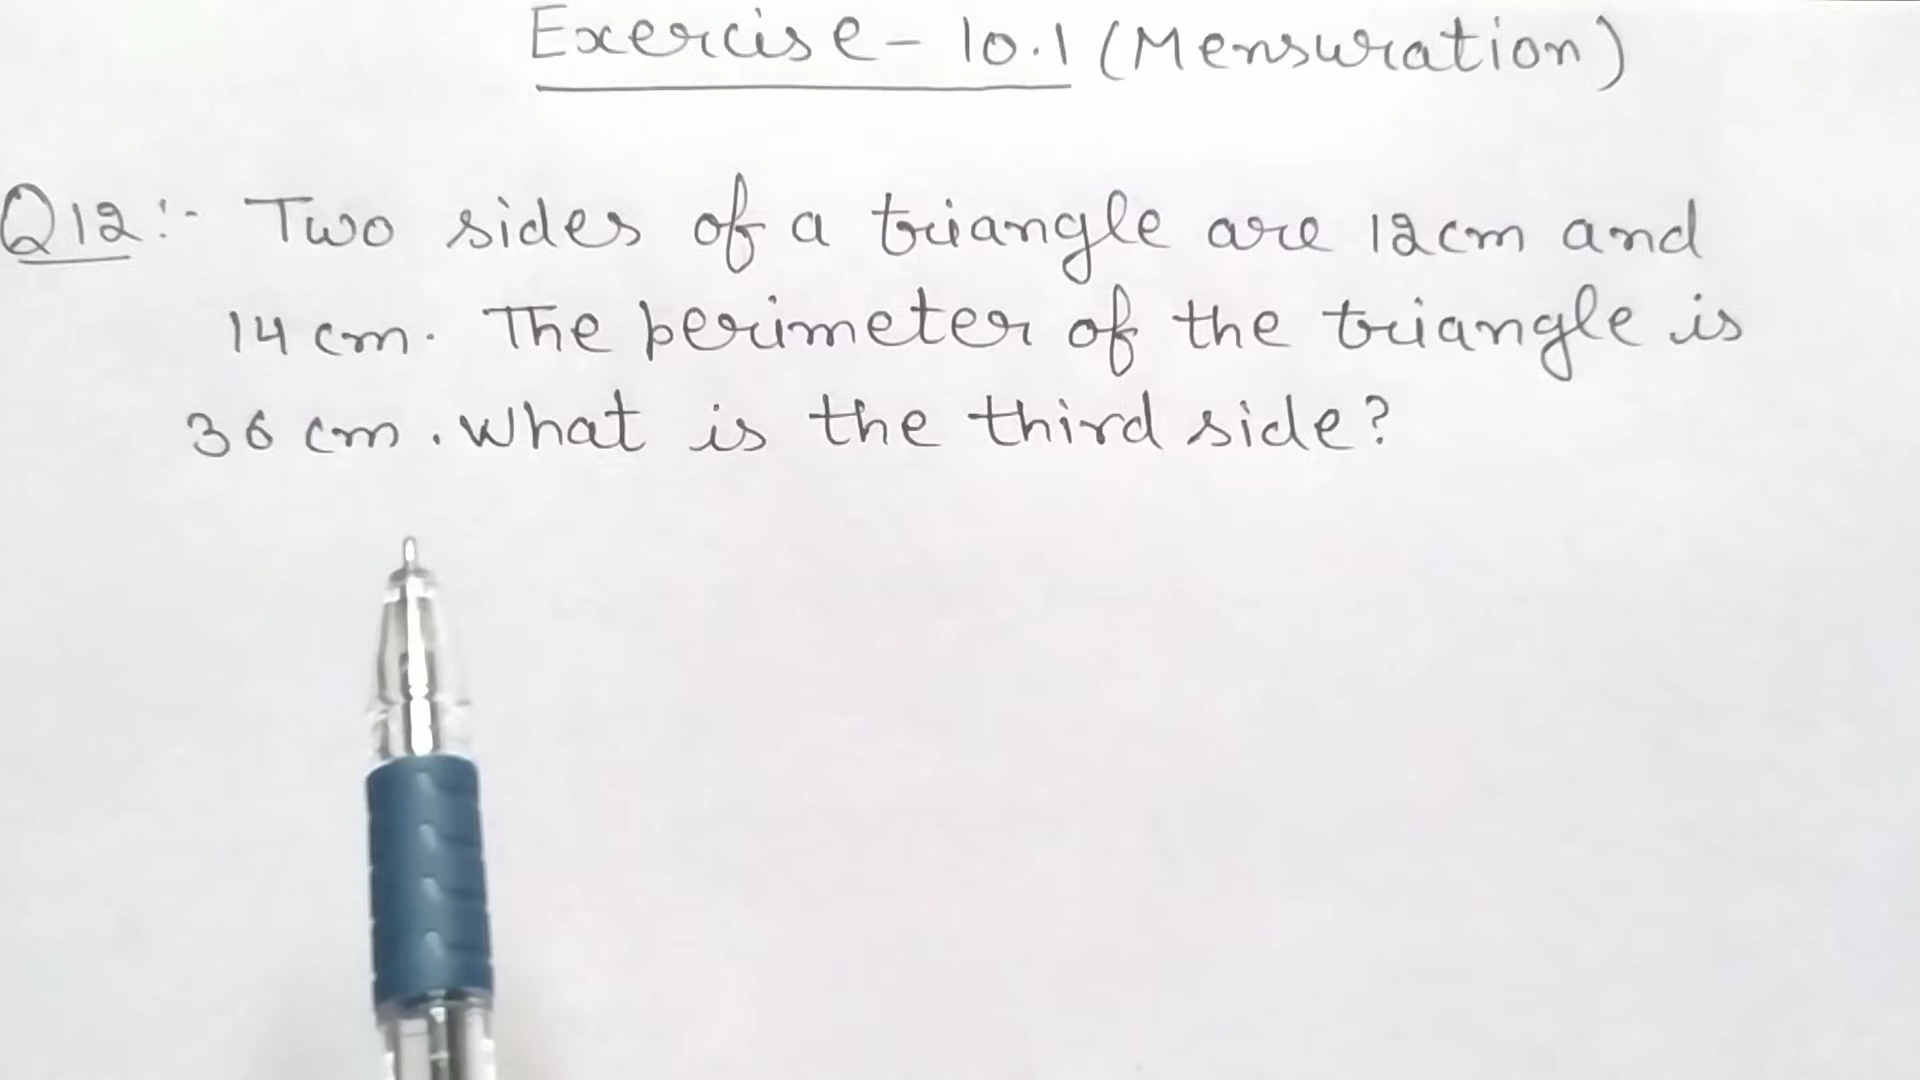 Exercise - 10.1 (Mensuration)
Q12:- Two sides of a triangle are 12cm and
14 cm. The perimeter of the triangle is
36 cm. What is the third side?